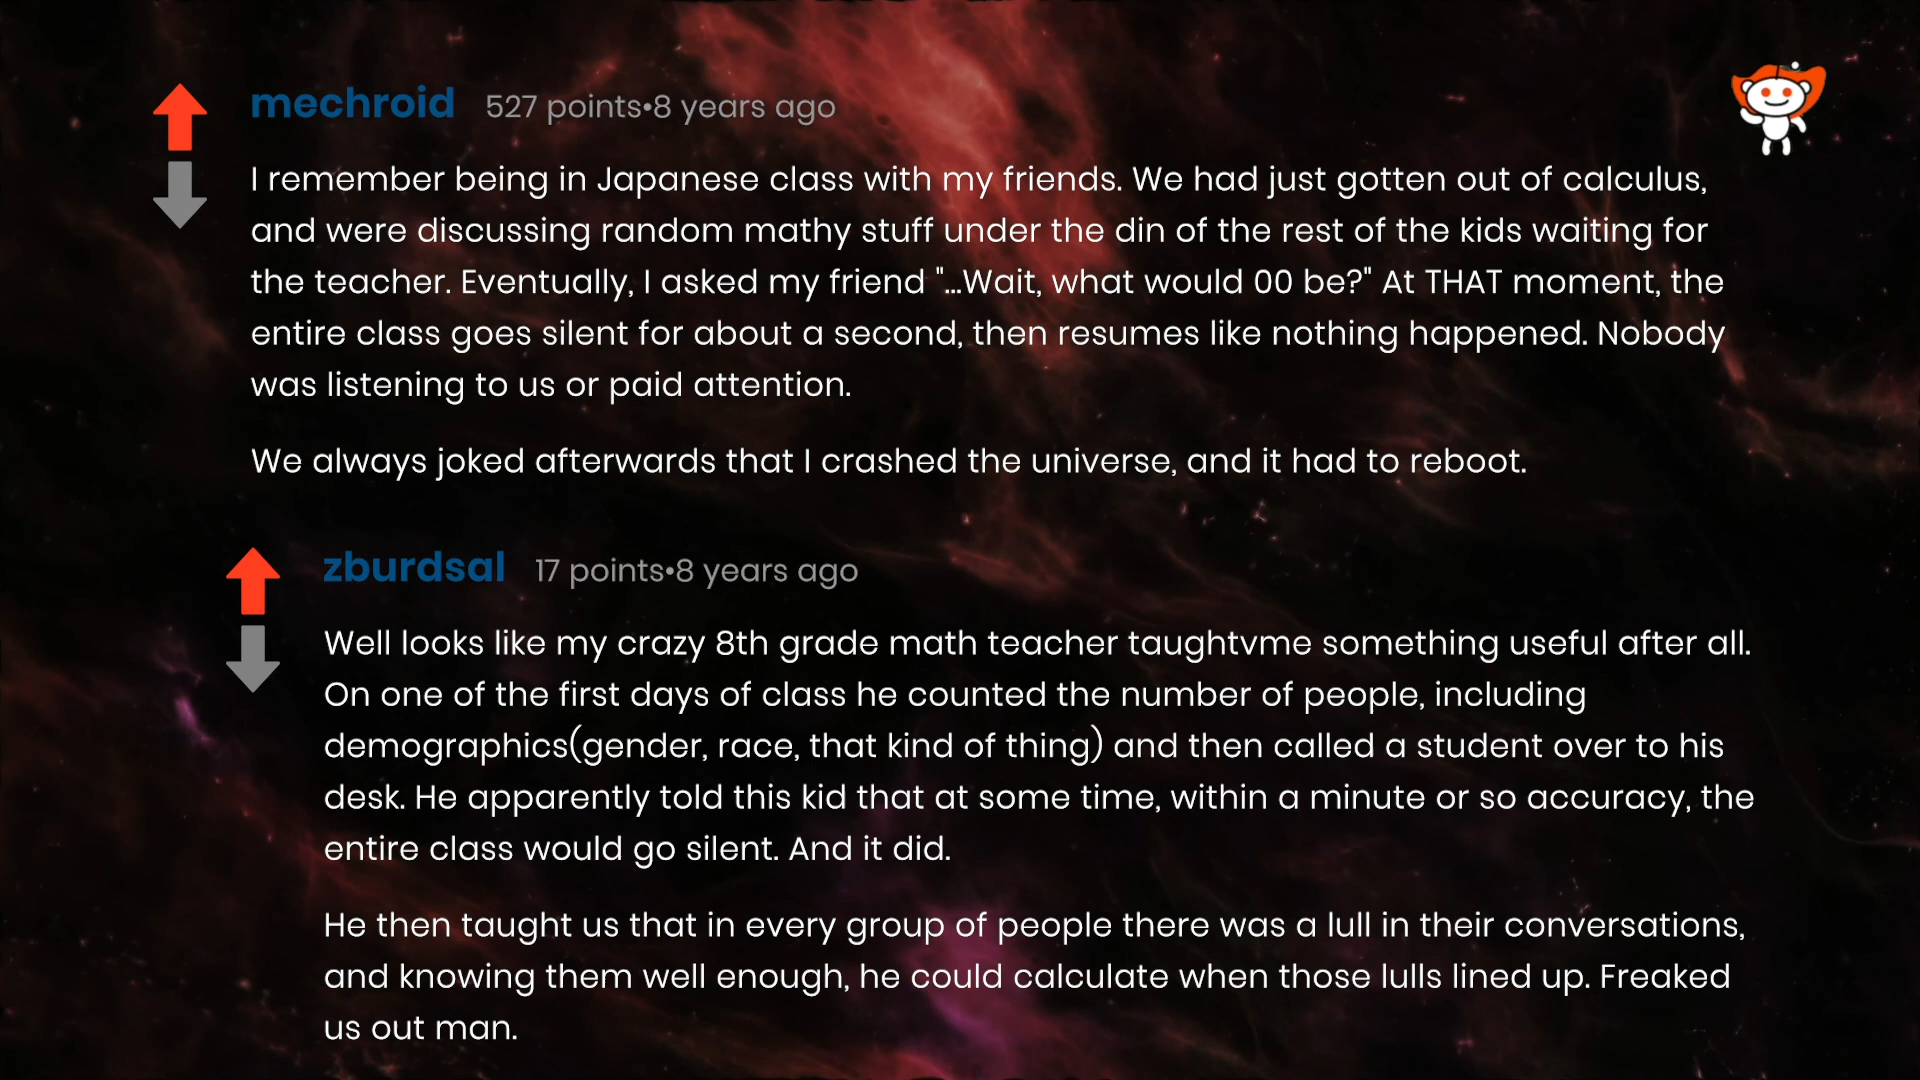 mechroid 527 points•8 years ago
I remember being in Japanese class with my friends. We had just gotten out of calculus,
and were discussing random mathy stuff under the din of the rest of the kids waiting for
the teacher. Eventually, I asked my friend "...Wait, what would 00 be?" At THAT moment, the
entire class goes silent for about a second, then resumes like nothing happened. Nobody
was listening to us or paid attention.
We always joked afterwards that I crashed the universe, and it had to reboot.
zburdsal 17 points•8 years ago
Well looks like my crazy 8th grade math teacher taughtvme something useful after all.
On one of the first days of class he counted the number of people, including
demographics(gender, race, that kind of thing) and then called a student over to his
desk. He apparently told this kid that at some time, within a minute or so accuracy, the
entire class would go silent. And it did.
He then taught us that in every group of people there was a lull in their conversations,
and knowing them well enough, he could calculate when those lulls lined up. Freaked
us out man.